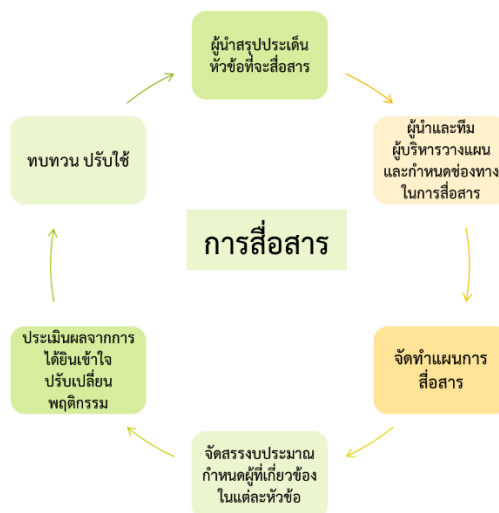 ผู้นำสรุปประเด็น
หัวข้อที่จะสื่อสาร
ผู้นำและทีม
ผู้บริหารวางแผน
และกำหนดช่องทาง
ในการสื่อสาร
จัดทำแผนการ
สื่อสาร
จัดสรรงบประมาณ
กำหนดผู้ที่เกี่ยวข้อง
ในแต่ละหัวข้อ
ประเมินผลจากการ
ได้ยินเข้าใจ
ปรับเปลี่ยน
พฤติกรรม
ทบทวน ปรับใช้
การสื่อสาร